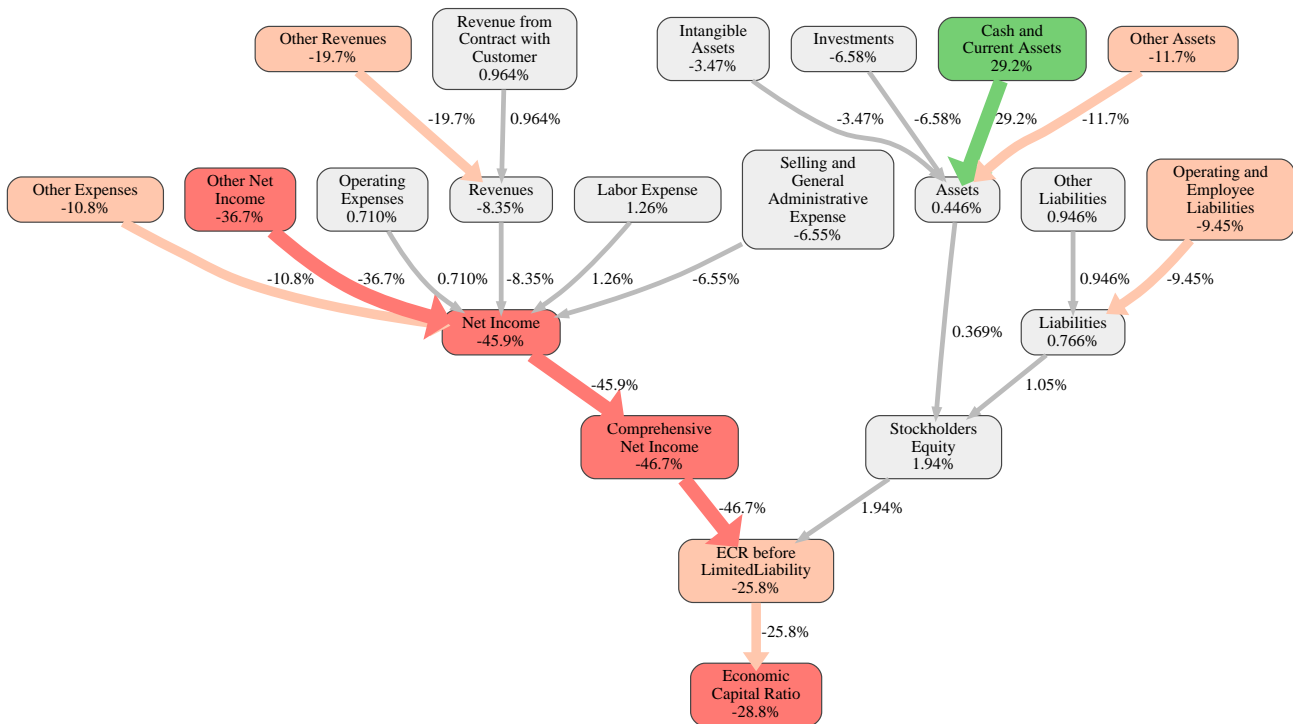 Other Revenues
-19.7%
Revenue from
Contract with
Customer
0.964%
Intangible
Assets
-3.47%
Investments
-6.58%
Cash and
Current Assets
29.2%
Other Assets
-11.7%
-19.7%
0.964%
-3.47%
-6.58%
29.2%
-11.7%
Other Expenses
-10.8%
Other Net
Income
-36.7%
Operating
Expenses
0.710%
Revenues
-8.35%
Labor Expense
1.26%
Selling and
General
Administrative
Expense
-6.55%
Assets
0.446%
Other
Liabilities
0.946%
Operating and
Employee
Liabilities
-9.45%
-10.8%
-36.7%
0.710%
-8.35%
1.26%
-6.55%
0.946%
-9.45%
Net Income
-45.9%
0.369%
Liabilities
0.766%
-45.9%
1.05%
Comprehensive
Net Income
-46.7%
Stockholders
Equity
1.94%
-46.7%
1.94%
ECR before
LimitedLiability
-25.8%
-25.8%
Economic
Capital Ratio
-28.8%